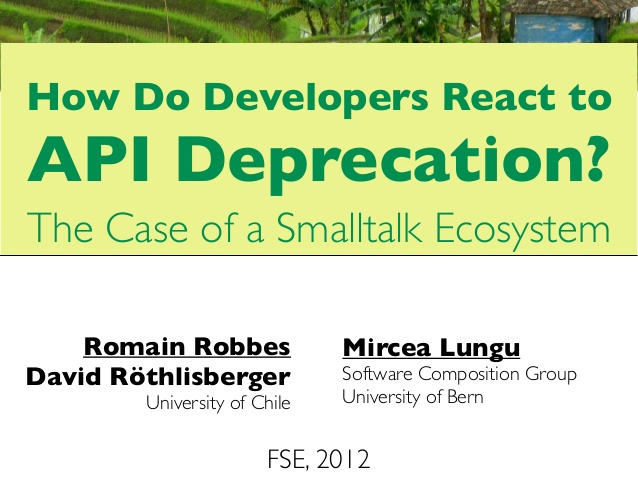 How Do Developers React to
API Deprecation?
The Case of a Smalltalk Ecosystem
Romain Robbes
David Röthlisberger
University of Chile
Mircea Lungu
Software Composition Group
University of Bern
FSE, 2012